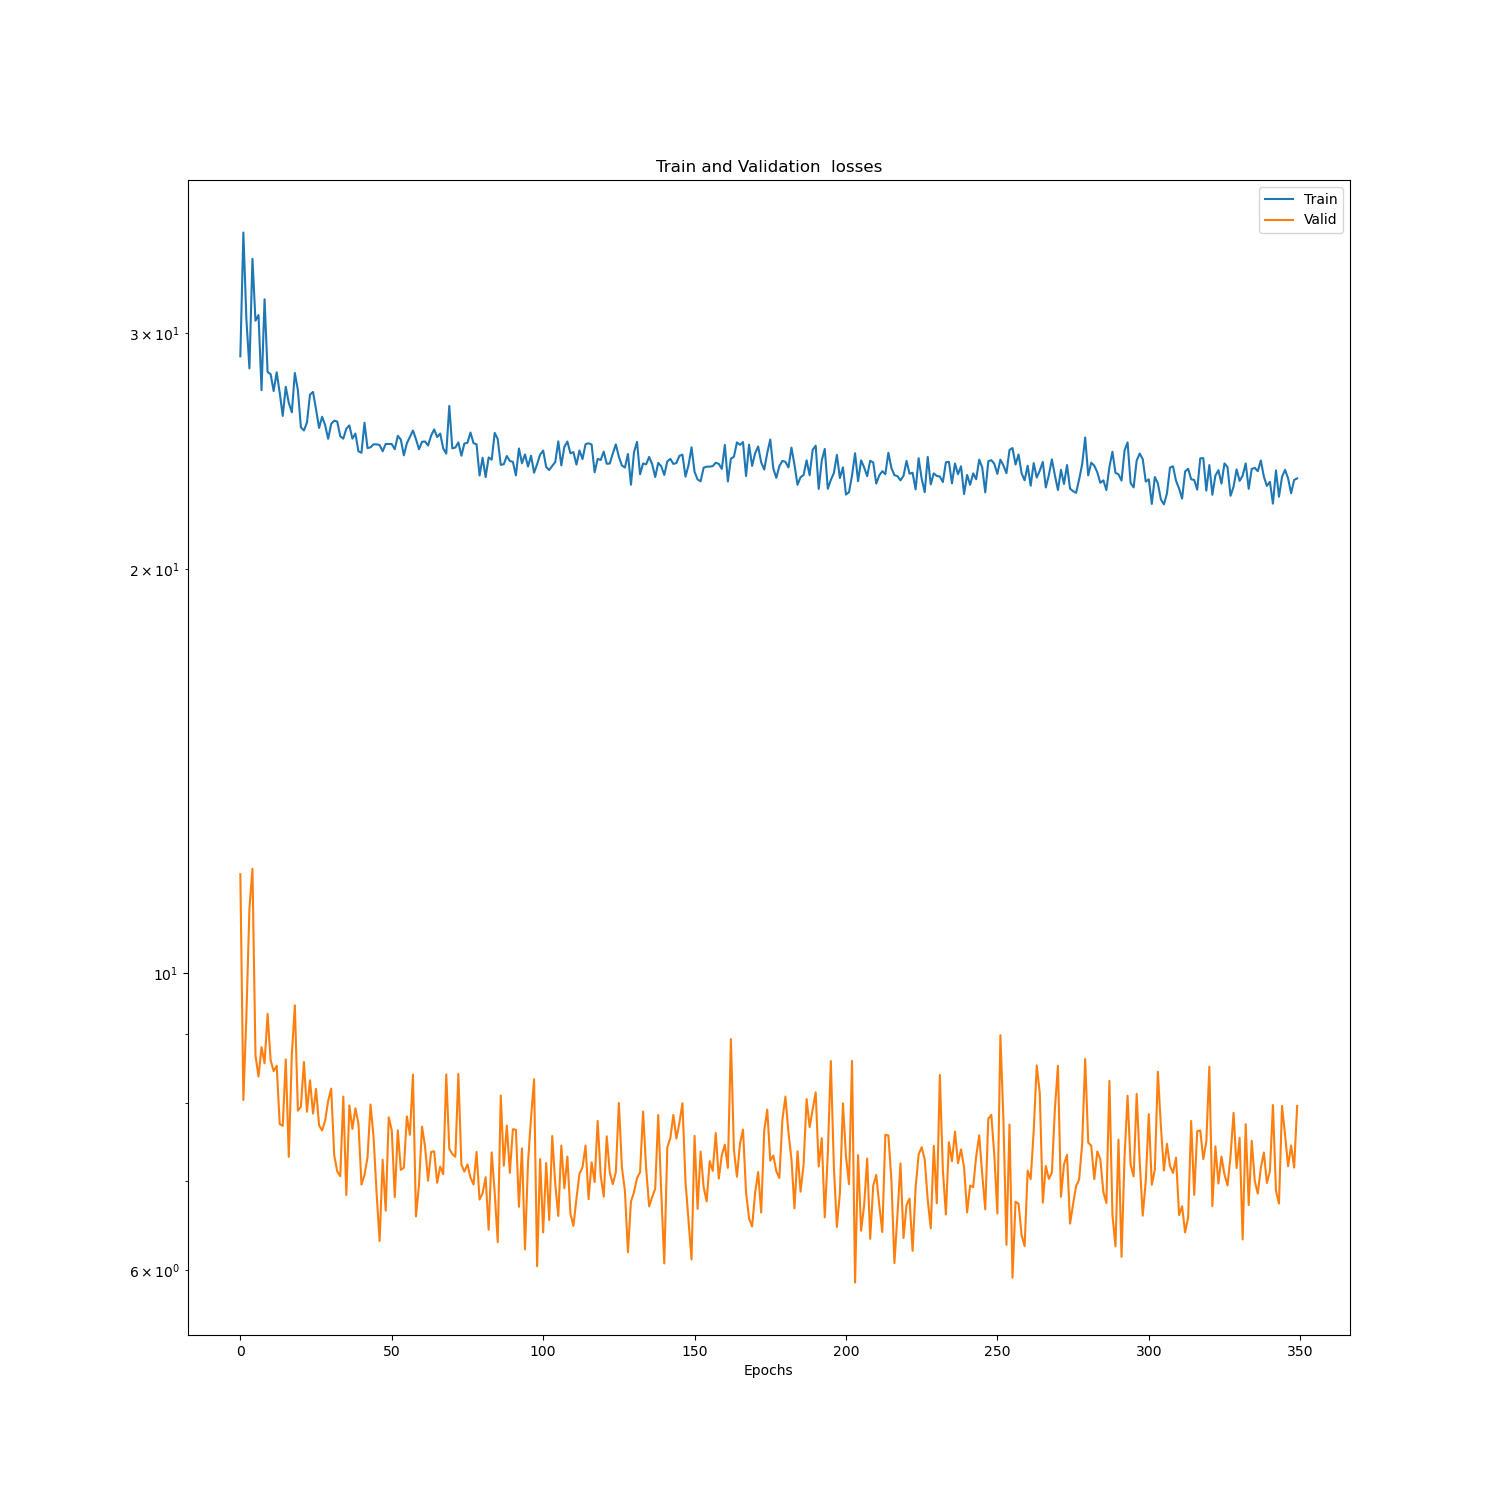 Train and Validation  losses
Train
Valid
3 × 10¹
2 × 10¹
10¹
6 × 10⁰
0 50 100 150 200 250 300 350
Epochs